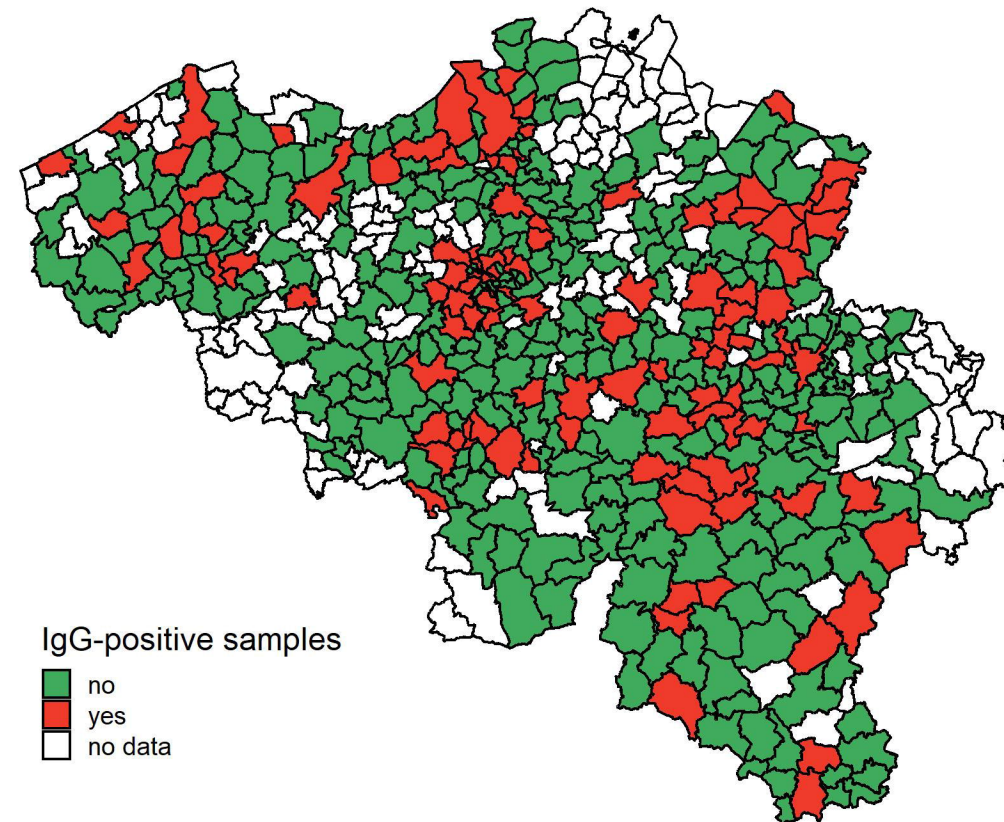 IgG-positive samples
no
yes
no data